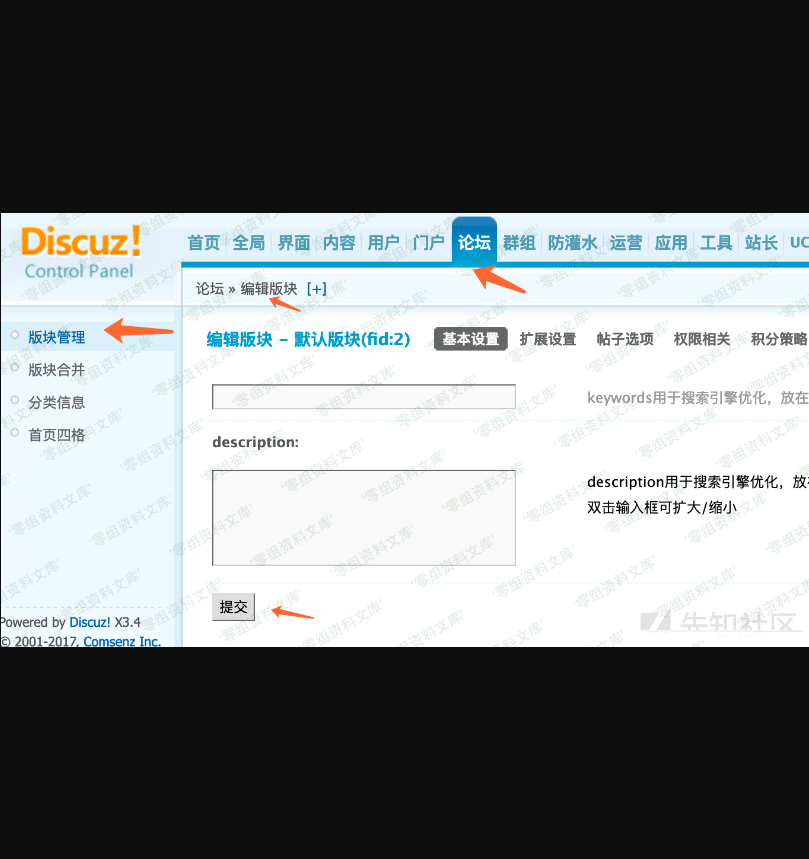 Discuz!
Control Panel
首页 全局 界面 内容 用户 门户 论坛 群组 防灌水 运营 应用 工具 站长 UC
论坛 » 编辑版块 [+]
版块管理
版块合并
分类信息
首页四格
编辑版块 – 默认版块(fid:2) 基本设置 扩展设置 帖子选项 权限相关 积分策略
keywords用于搜索引擎优化，放在
description:
description用于搜索引擎优化，放在
双击输入框可扩大/缩小
提交
Powered by Discuz! X3.4
© 2001-2017, Comsenz Inc.
先知社区
零组资料文库